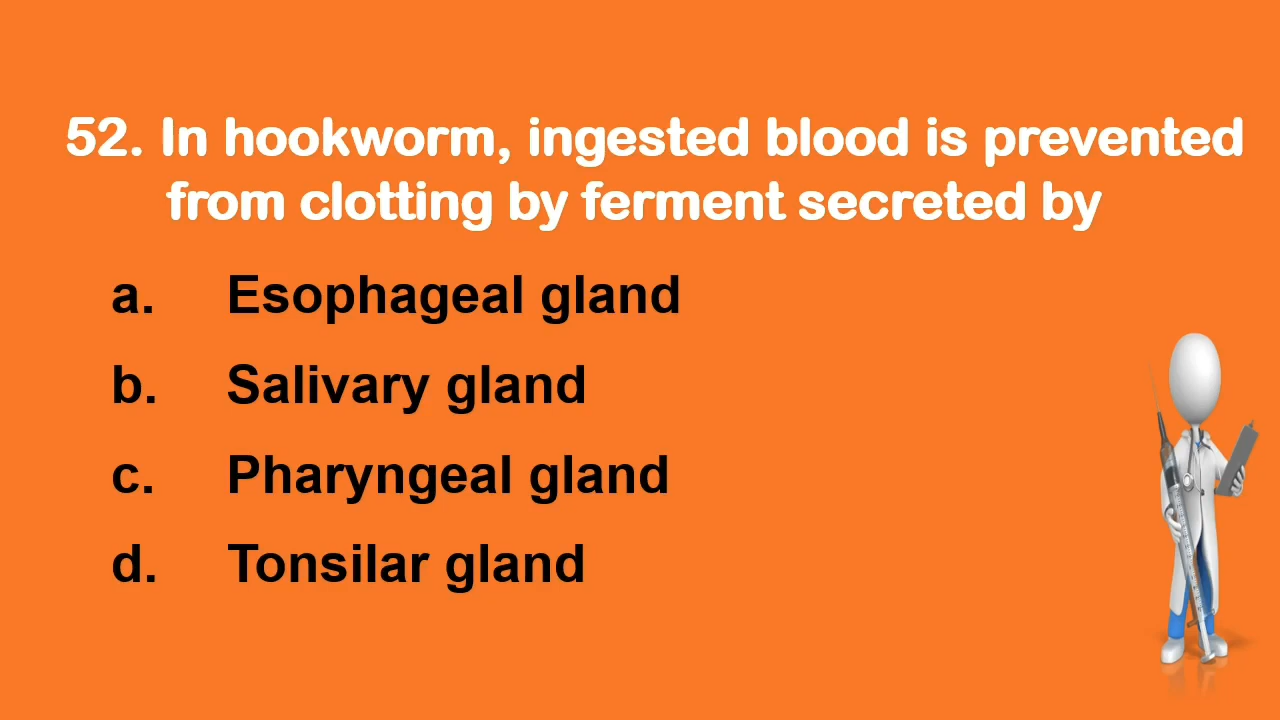 52. In hookworm, ingested blood is prevented
from clotting by ferment secreted by
a. Esophageal gland
b. Salivary gland
c. Pharyngeal gland
d. Tonsilar gland